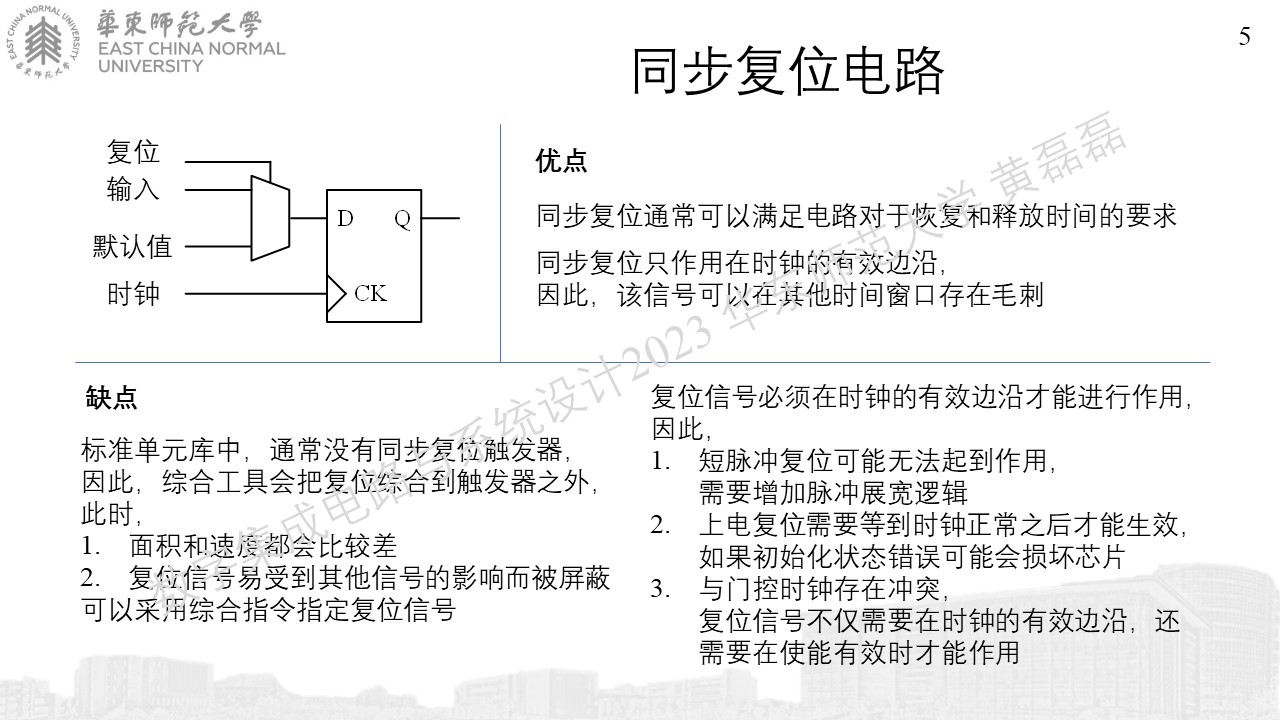 EAST CHINA NORMAL UNIVERSITY
華東師范大學
華東師范大學
EAST CHINA NORMAL
UNIVERSITY
5
同步复位电路
复位
输入
默认值
时钟
D
Q
CK
优点
同步复位通常可以满足电路对于恢复和释放时间的要求
同步复位只作用在时钟的有效边沿,
因此，该信号可以在其他时间窗口存在毛刺
缺点
标准单元库中，通常没有同步复位触发器,
因此，综合工具会把复位综合到触发器之外,
此时,
1. 面积和速度都会比较差
2. 复位信号易受到其他信号的影响而被屏蔽
可以采用综合指令指定复位信号
复位信号必须在时钟的有效边沿才能进行作用,
因此,
1. 短脉冲复位可能无法起到作用,
需要增加脉冲展宽逻辑
2. 上电复位需要等到时钟正常之后才能生效,
如果初始化状态错误可能会损坏芯片
3. 与门控时钟存在冲突,
复位信号不仅需要在时钟的有效边沿，还
需要在使能有效时才能作用
数字集成电路与系统设计2023 华东师范大学 黄磊磊